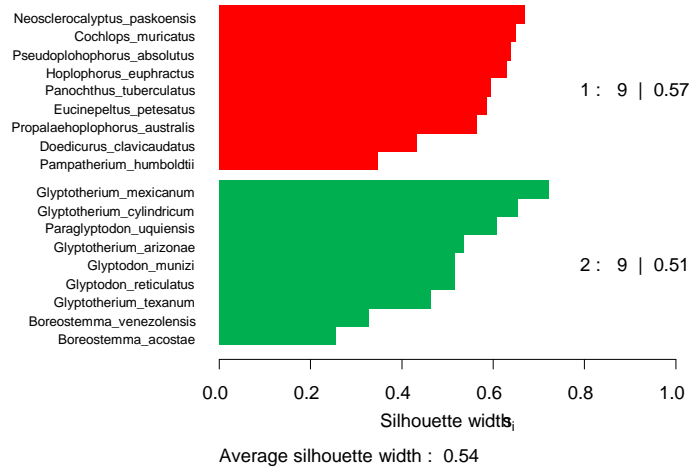 Neosclerocalyptus_paskoensis
Cochlops_muricatus
Pseudoplohophorus_absolutus
Hoplophorus_euphractus
Panochthus_tuberculatus
Eucinepeltus_petesatus
Propalaehoplophorus_australis
Doedicurus_clavicaudatus
Pampatherium_humboldtii
1 : 9 | 0.57
Glyptotherium_mexicanum
Glyptotherium_cylindricum
Paraglyptodon_uquiensis
Glyptotherium_arizonae
Glyptodon_munizi
Glyptodon_reticulatus
Glyptotherium_texanum
Boreostemma_venezolensis
Boreostemma_acostae
2 : 9 | 0.51
0.0 0.2 0.4 0.6 0.8 1.0
Silhouette width si
Average silhouette width : 0.54